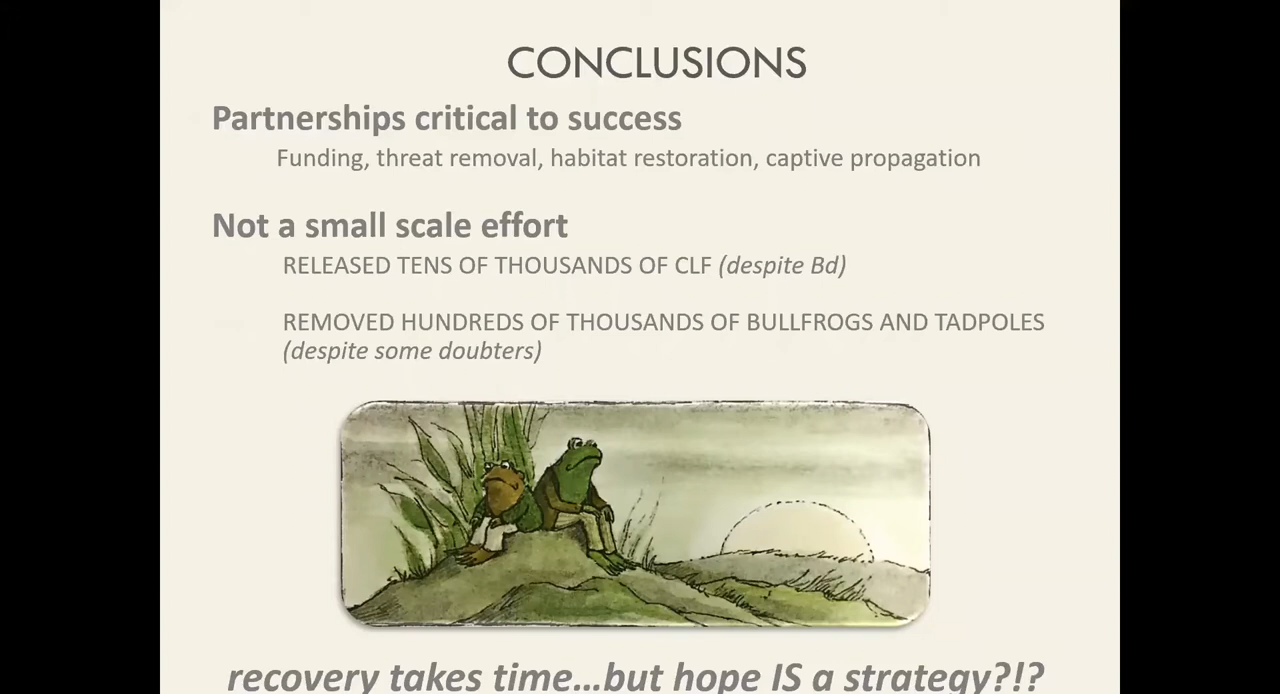 CONCLUSIONS
Partnerships critical to success
Funding, threat removal, habitat restoration, captive propagation
Not a small scale effort
RELEASED TENS OF THOUSANDS OF CLF (despite Bd)
REMOVED HUNDREDS OF THOUSANDS OF BULLFROGS AND TADPOLES
(despite some doubters)
recovery takes time...but hope IS a strategy?!?